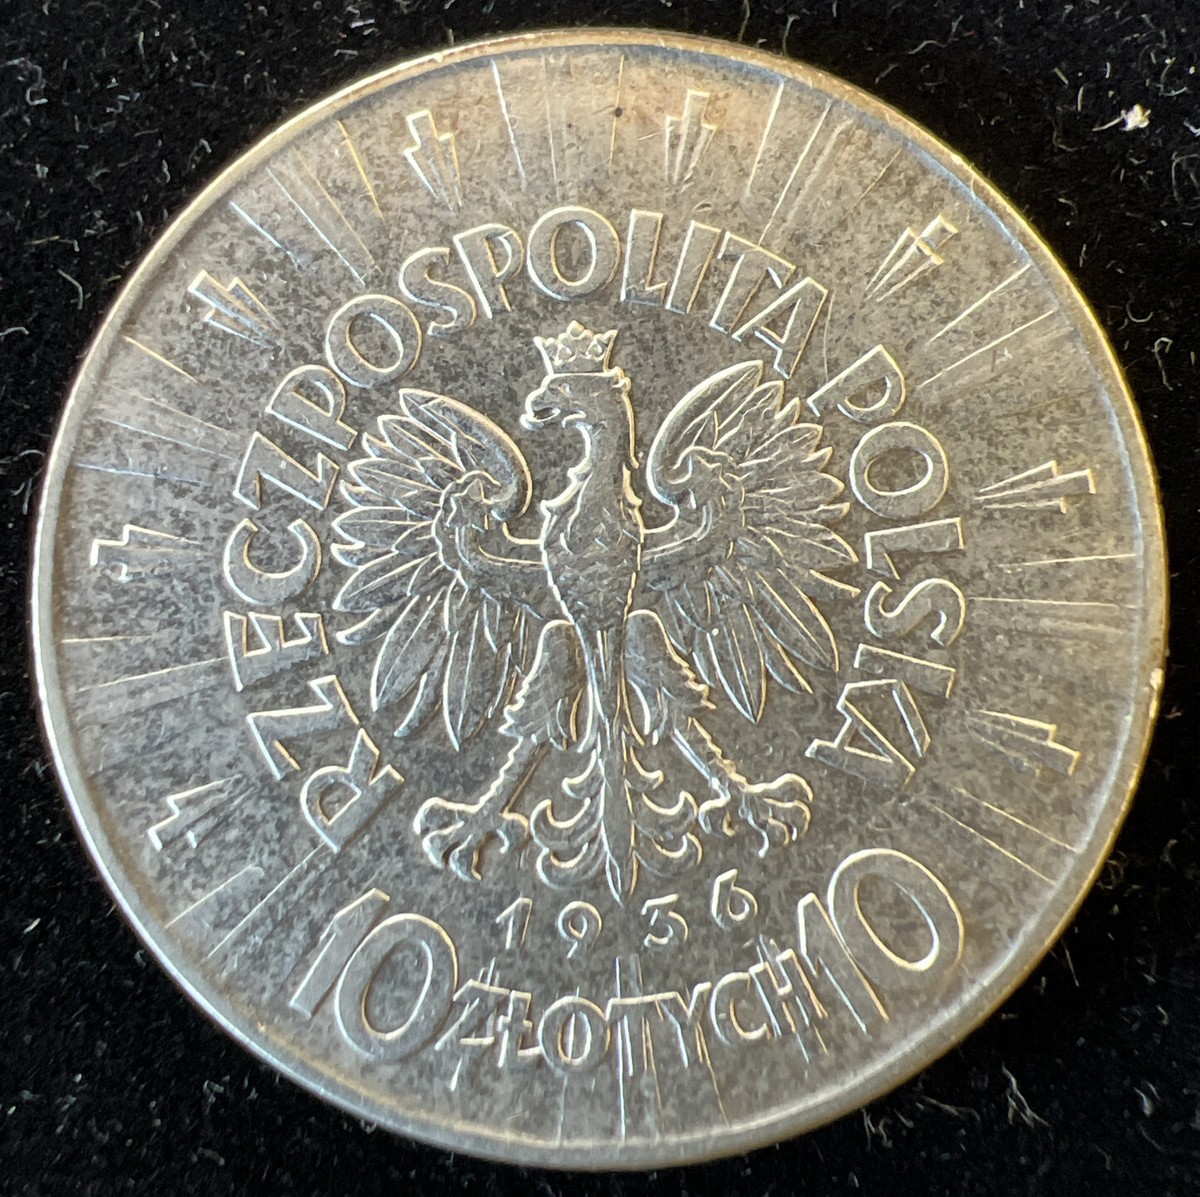 RZECZPOSPOLITA POLSKA
1936
10 ZŁOTYCH 10